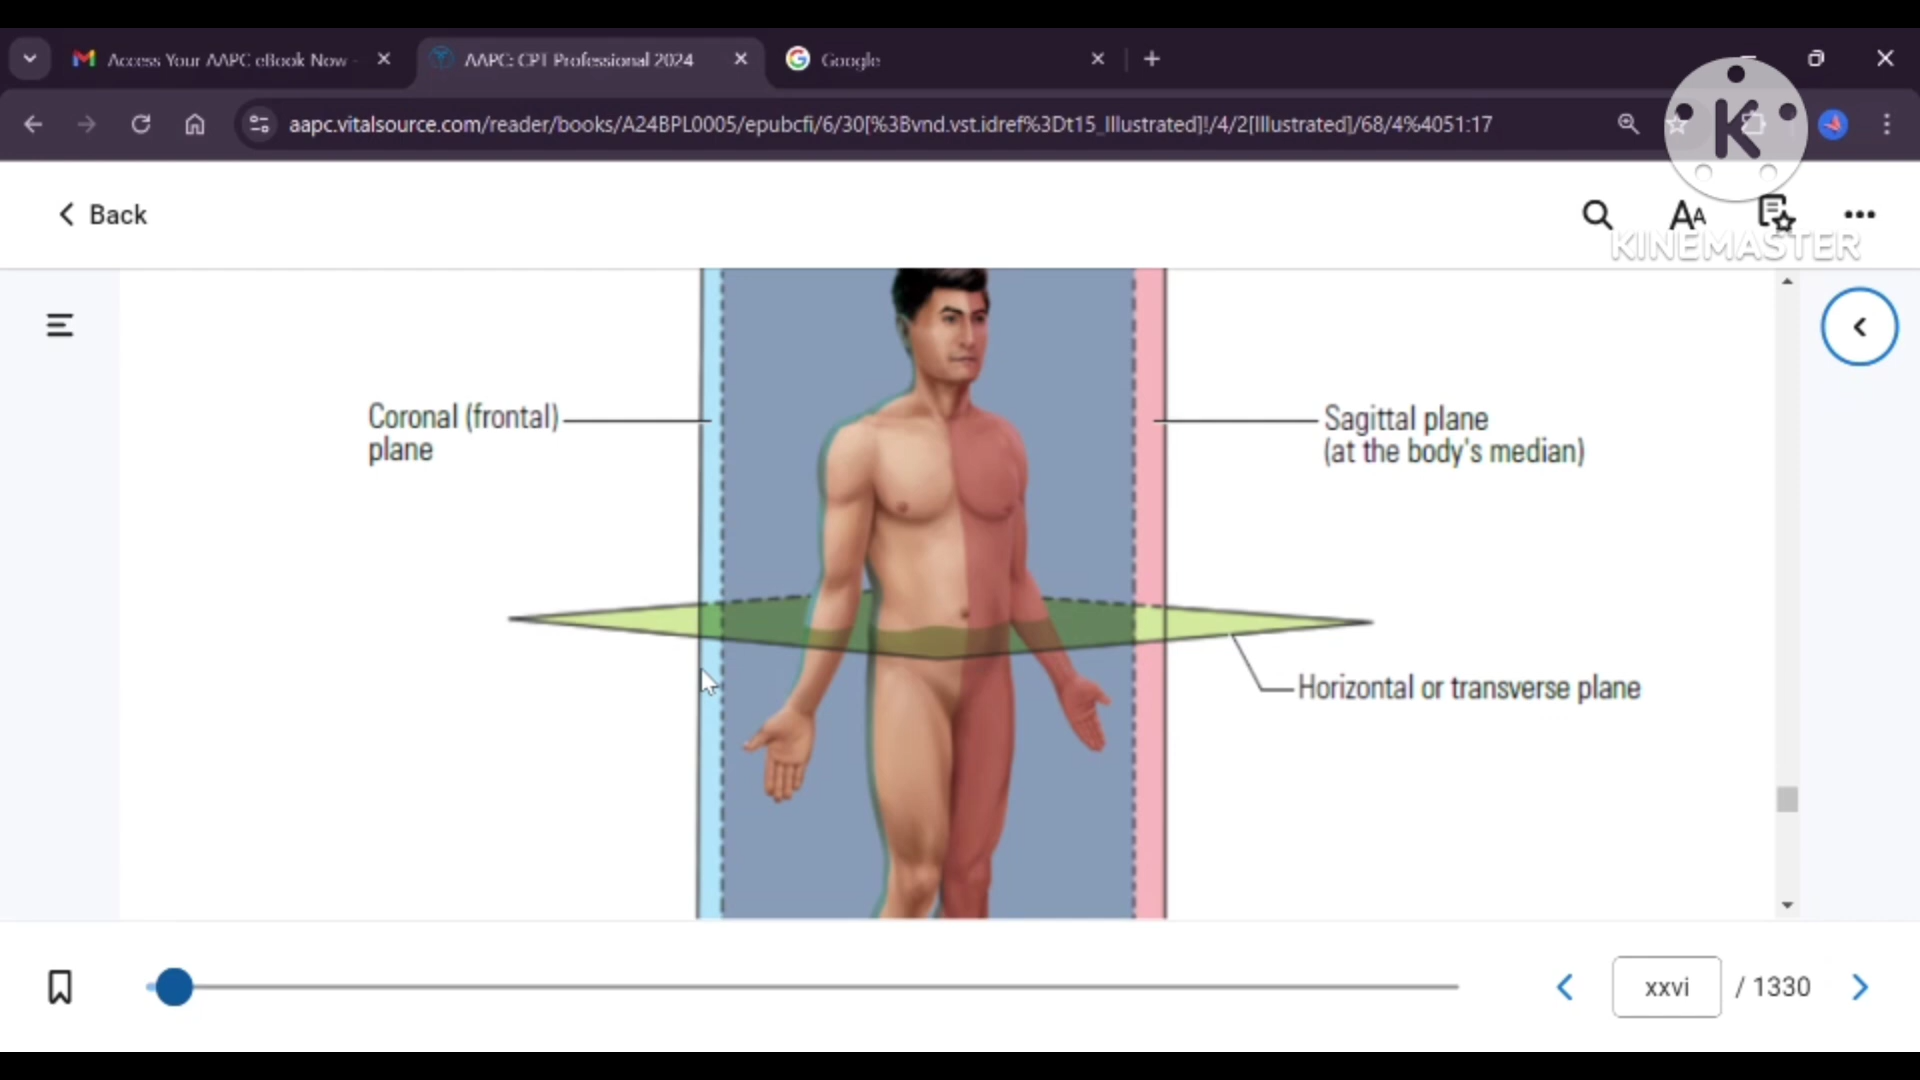 Access Your AAPC eBook Now -
AAPC: CPT Professional 2024
Google
aapc.vitalsource.com/reader/books/A24BPL0005/epubcfi/6/30[%3Bvnd.vst.idref%3Dt15_Illustrated]!/4/2[Illustrated]/68/4%4051:17
K
KINEMASTER
Back
AA
Coronal (frontal)
plane
Sagittal plane
(at the body's median)
Horizontal or transverse plane
xxvi / 1330